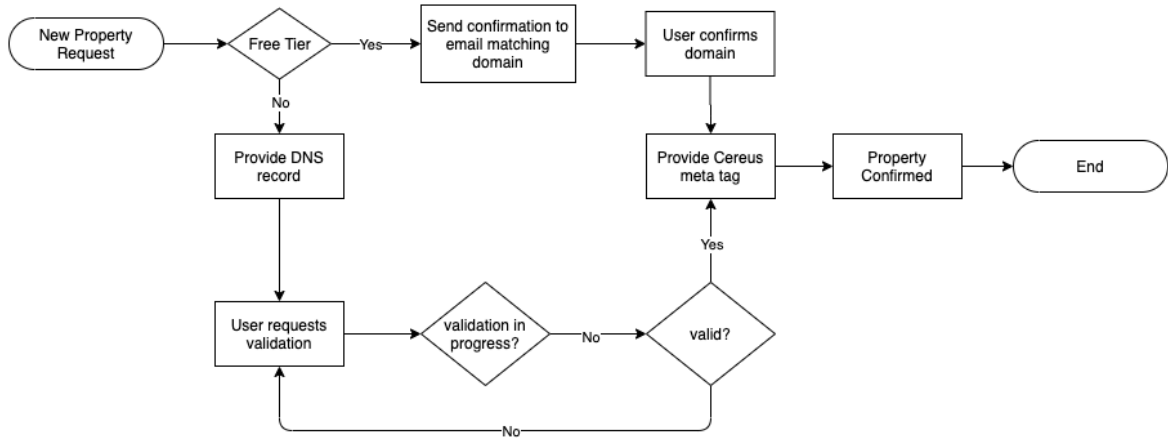 New Property
Request
Free Tier
Yes
Send confirmation to
email matching
domain
User confirms
domain
No
Provide DNS
record
Provide Cereus
meta tag
Property
Confirmed
End
Yes
User requests
validation
validation in
progress?
No
valid?
No